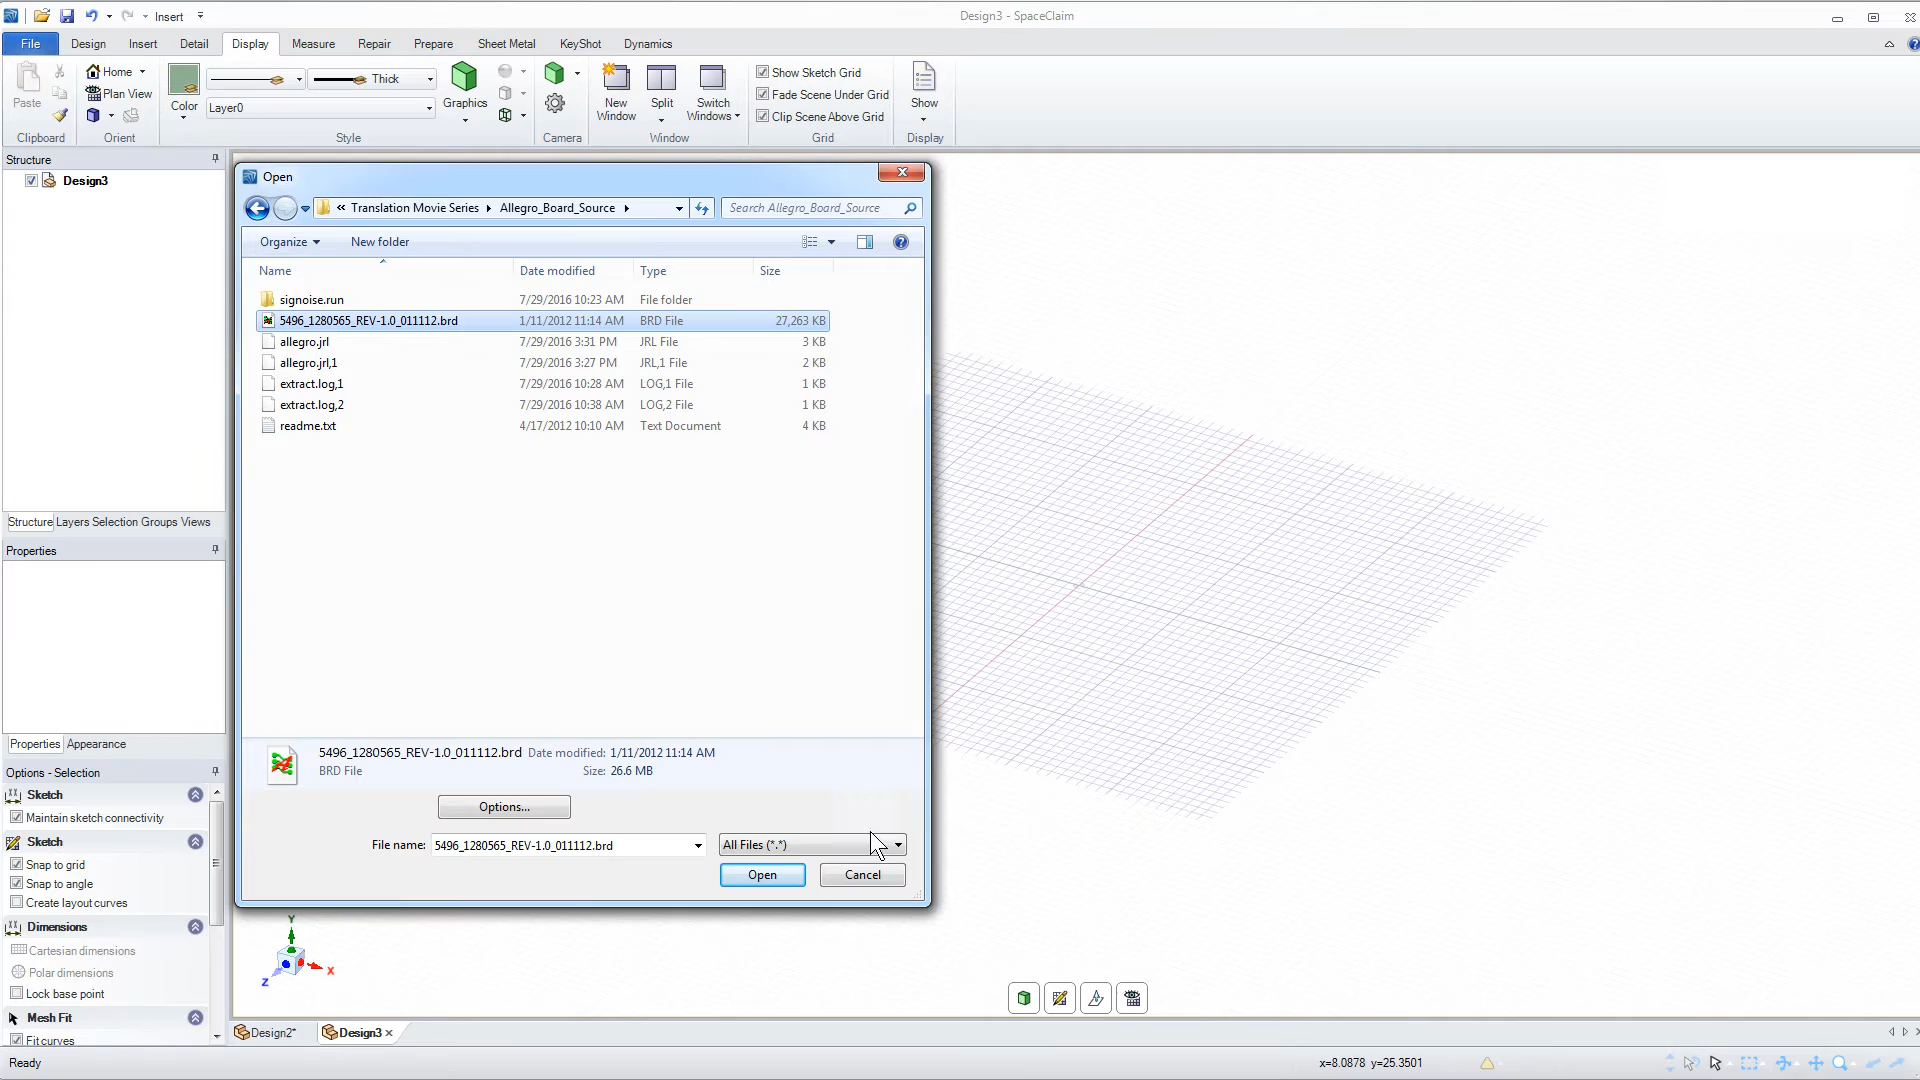 Insert
Design3 - SpaceClaim
File Design Insert Detail Display Measure Repair Prepare Sheet Metal KeyShot Dynamics
Paste
Clipboard
Home
Plan View
Orient
Color
Thick
Layer0
Style
Graphics
Camera
New Window
Split
Switch Windows
Window
Show Sketch Grid
Fade Scene Under Grid
Clip Scene Above Grid
Grid
Show
Display
Structure
Design3
Structure Layers Selection Groups Views
Properties
Properties Appearance
Options - Selection
Sketch
Maintain sketch connectivity
Sketch
Snap to grid
Snap to angle
Create layout curves
Dimensions
Cartesian dimensions
Polar dimensions
Lock base point
Mesh Fit
Fit curves
Open
« Translation Movie Series Allegro_Board_Source
Search Allegro_Board_Source
Organize New folder
Name Date modified Type Size
signoise.run 7/29/2016 10:23 AM File folder
5496_1280565_REV-1.0_011112.brd 1/11/2012 11:14 AM BRD File 27,263 KB
allegro.jrl 7/29/2016 3:31 PM JRL File 3 KB
allegro.jrl,1 7/29/2016 3:27 PM JRL,1 File 2 KB
extract.log,1 7/29/2016 10:28 AM LOG,1 File 1 KB
extract.log,2 7/29/2016 10:38 AM LOG,2 File 1 KB
readme.txt 4/17/2012 10:10 AM Text Document 4 KB
5496_1280565_REV-1.0_011112.brd Date modified: 1/11/2012 11:14 AM
BRD File Size: 26.6 MB
Options...
File name: 5496_1280565_REV-1.0_011112.brd All Files (*.*)
Open Cancel
Y
X
Z
Design2* Design3
Ready
x=8.0878 y=25.3501